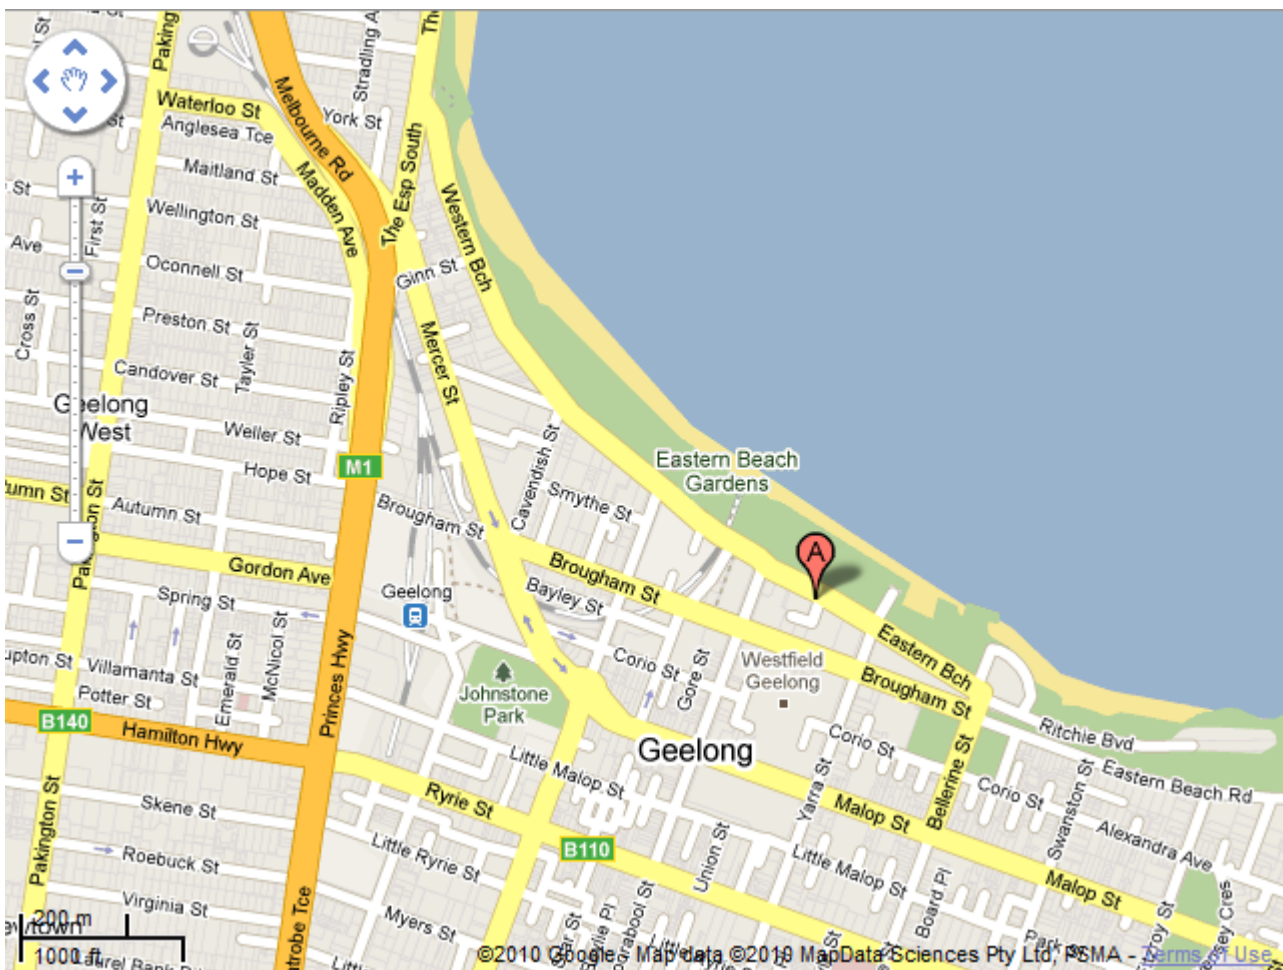 The
Paking
Stradling A
Waterloo St
York St
Anglesea Tce
Melbourne Rd
Maitland St
The Esp South
Madden Ave
Western Bch
First St
Wellington St
Ave
Oconnell St
Ginn St
Cross St
Preston St
Tayler St
Mercer St
Candover St
Ripley St
Geelong
West
Weller St
Hope St
M1
Cavendish St
Eastern Beach
Gardens
Smythe St
Autumn St
Brougham St
A
Gordon Ave
Brougham St
Bayley St
Geelong
Spring St
Eastern Bch
Villamanta St
Emerald St
McNicol St
Princes Hwy
Corio St
Gore St
Westfield
Geelong
Brougham St
Potter St
Johnstone
Park
B140
Hamilton Hwy
Geelong
Ritchie Bvd
Corio St
Bellerine St
Eastern Beach Rd
Little Malop St
Ryrie St
Yarra St
Malop St
Corio St
Swanston St
Alexandra Ave
Skene St
Pakington St
B110
Little Ryrie St
Union St
Little Malop St
Roebuck St
Malop St
Board Pl
Virginia St
Myers St
200 m
1000 ft
©2010 Google - Map data ©2010 MapData Sciences Pty Ltd, PSMA - Terms of Use